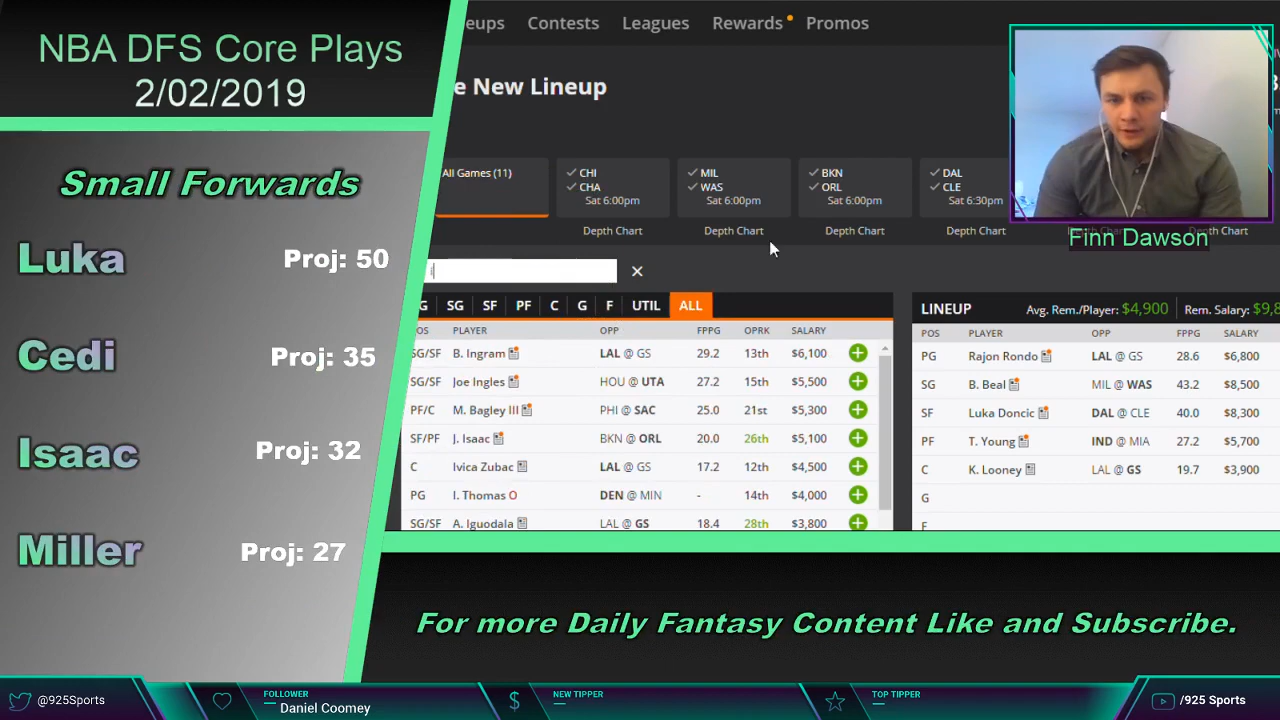 NBA DFS Core Plays
2/02/2019
Small Forwards
Luka Proj: 50
Cedi Proj: 35
Isaac Proj: 32
Miller Proj: 27
eups Contests Leagues Rewards Promos
e New Lineup
All Games (11)
CHI
CHA
Sat 6:00pm
Depth Chart
MIL
WAS
Sat 6:00pm
Depth Chart
BKN
ORL
Sat 6:00pm
Depth Chart
DAL
CLE
Sat 6:30pm
Depth Chart
Chart
Finn Dawson
i
G SG SF PF C G F UTIL ALL
OS PLAYER OPP FPPG OPRK SALARY
SG/SF B. Ingram LAL @ GS 29.2 13th $6,100
SG/SF Joe Ingles HOU @ UTA 27.2 15th $5,500
PF/C M. Bagley III PHI @ SAC 25.0 21st $5,300
SF/PF J. Isaac BKN @ ORL 20.0 26th $5,100
C Ivica Zubac LAL @ GS 17.2 12th $4,500
PG I. Thomas O DEN @ MIN - 14th $4,000
SG/SF A. Iguodala LAL @ GS 18.4 28th $3,800
LINEUP Avg. Rem./Player: $4,900 Rem. Salary: $9,8
POS PLAYER OPP FPPG SALARY
PG Rajon Rondo LAL @ GS 28.6 $6,800
SG B. Beal MIL @ WAS 43.2 $8,500
SF Luka Doncic DAL @ CLE 40.0 $8,300
PF T. Young IND @ MIA 27.2 $5,700
C K. Looney LAL @ GS 19.7 $3,900
G
F
For more Daily Fantasy Content Like and Subscribe.
@925Sports
FOLLOWER
Daniel Coomey
NEW TIPPER
TOP TIPPER
/925 Sports